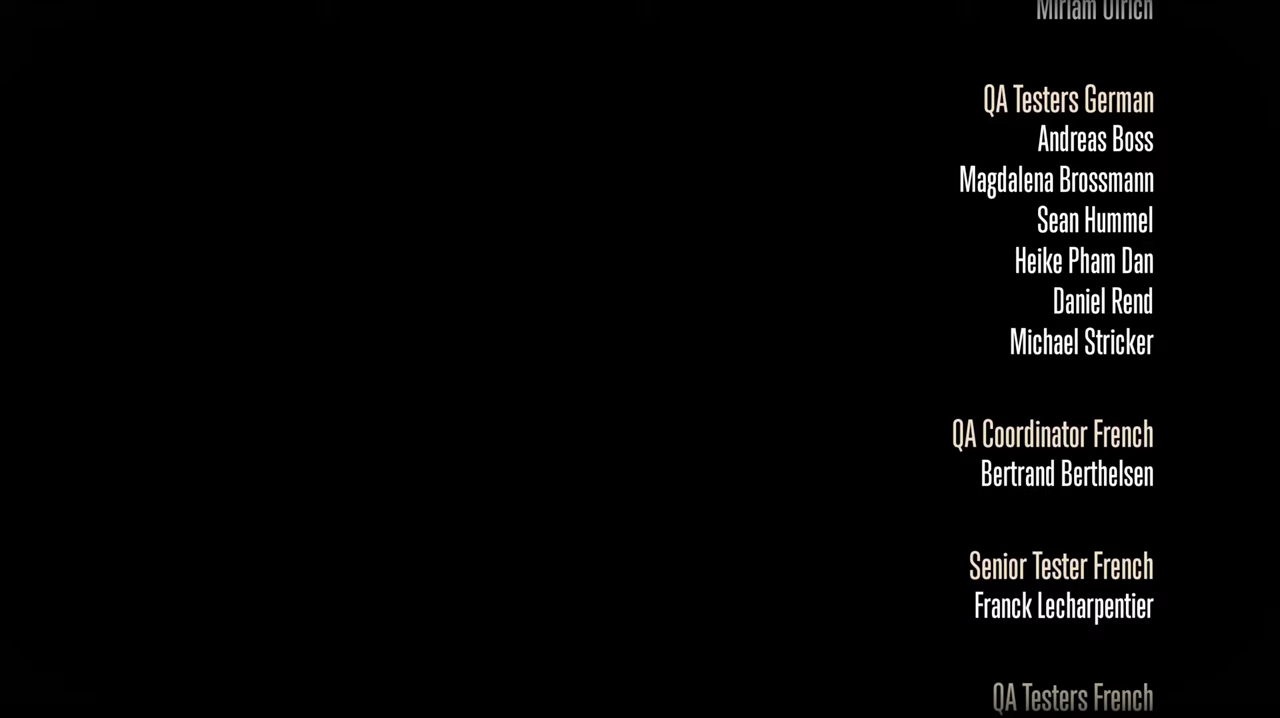 Miriam Ulrich
QA Testers German
Andreas Boss
Magdalena Brossmann
Sean Hummel
Heike Pham Dan
Daniel Rend
Michael Stricker
QA Coordinator French
Bertrand Berthelsen
Senior Tester French
Franck Lecharpentier
QA Testers French